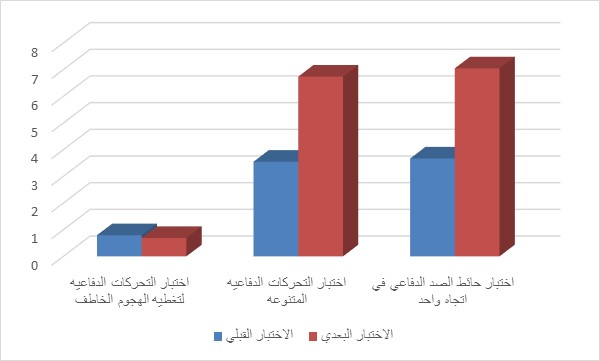 8
7
6
5
4
3
2
1
0
اختبار التحركات الدفاعيه
لتغطيه الهجوم الخاطف
اختبار التحركات الدفاعيه
المتنوعه
اختبار حائط الصد الدفاعي في
اتجاه واحد
الاختبار القبلي
الاختبار البعدي